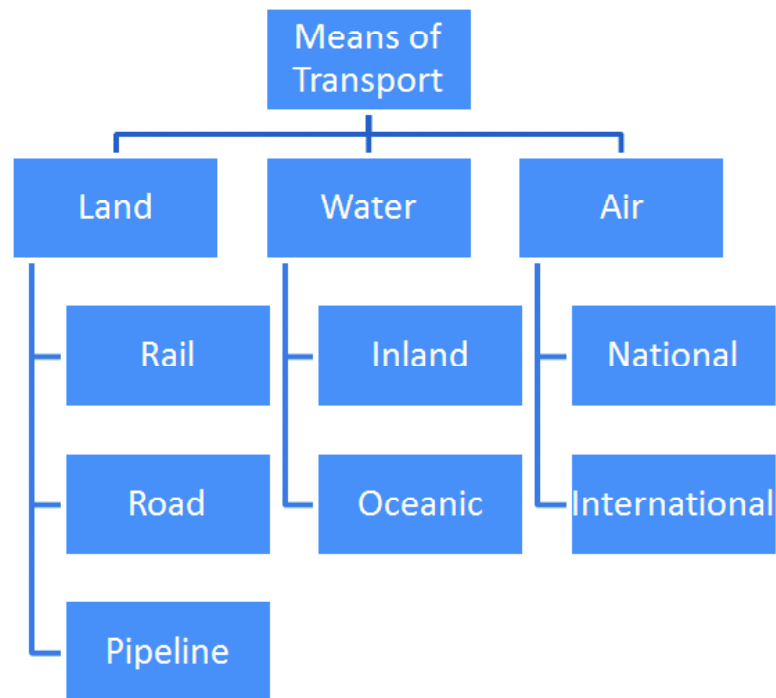 Means of
Transport
Land
Water
Air
Rail
Inland
National
Road
Oceanic
International
Pipeline